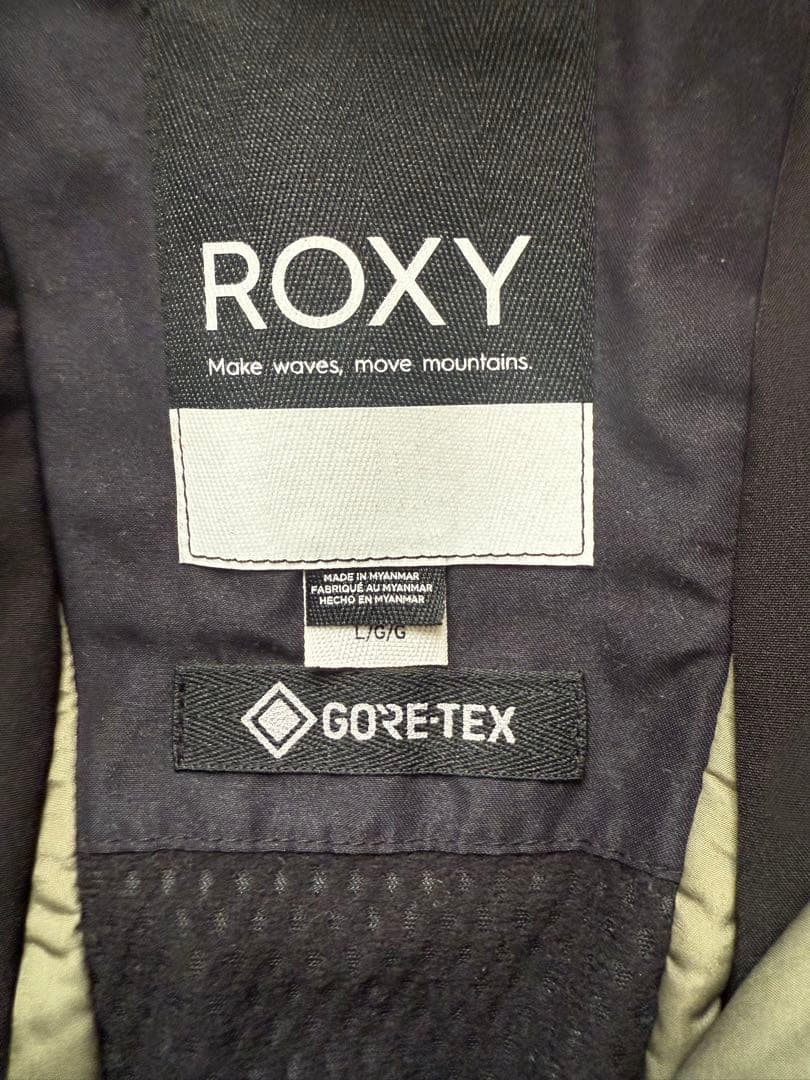 ROXY
Make waves, move mountains.
MADE IN MYANMAR
FABRIQUÉ AU MYANMAR
HECHO EN MYANMAR
L/G/G
GORE-TEX